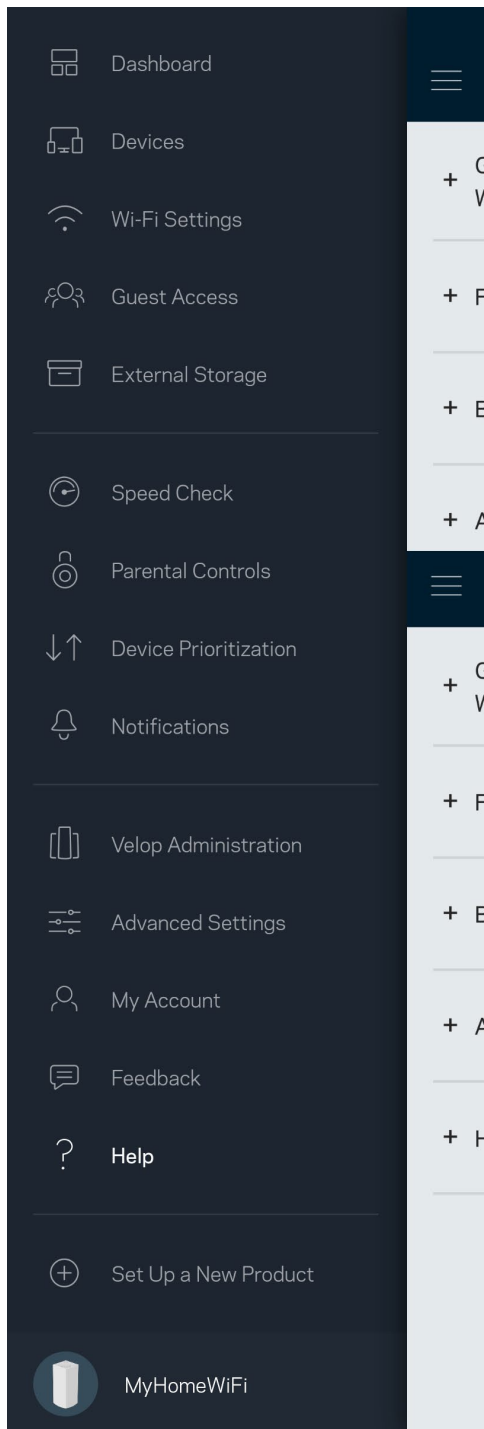 Dashboard
Devices
Wi-Fi Settings
Guest Access
External Storage
Speed Check
Parental Controls
Device Prioritization
Notifications
Velop Administration
Advanced Settings
My Account
Feedback
Help
Set Up a New Product
MyHomeWiFi